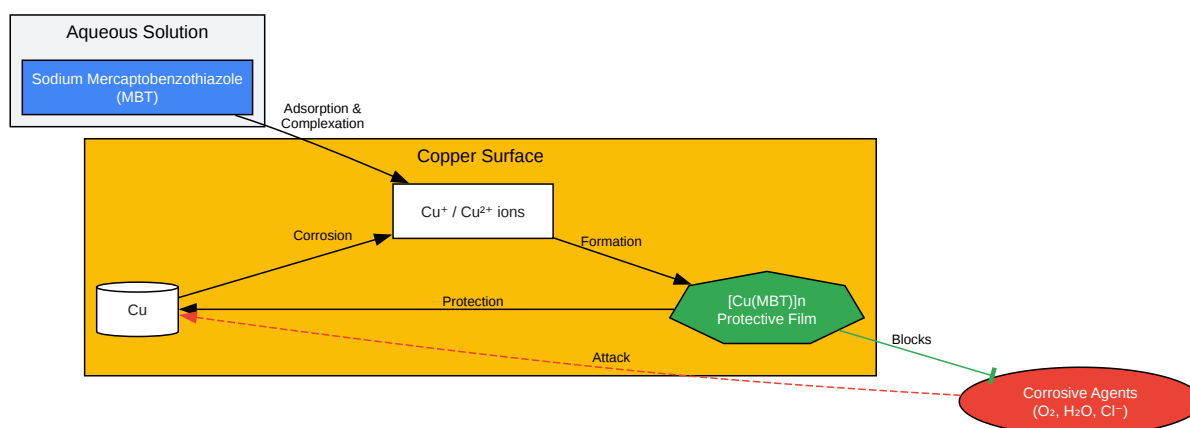 Aqueous Solution
Sodium Mercaptobenzothiazole
(MBT)
Adsorption &
Complexation
Copper Surface
Cu⁺ / Cu²⁺ ions
Corrosion
Formation
Cu
Protection
[Cu(MBT)]n
Protective Film
Blocks
Attack
Corrosive Agents
(O₂, H₂O, Cl⁻)